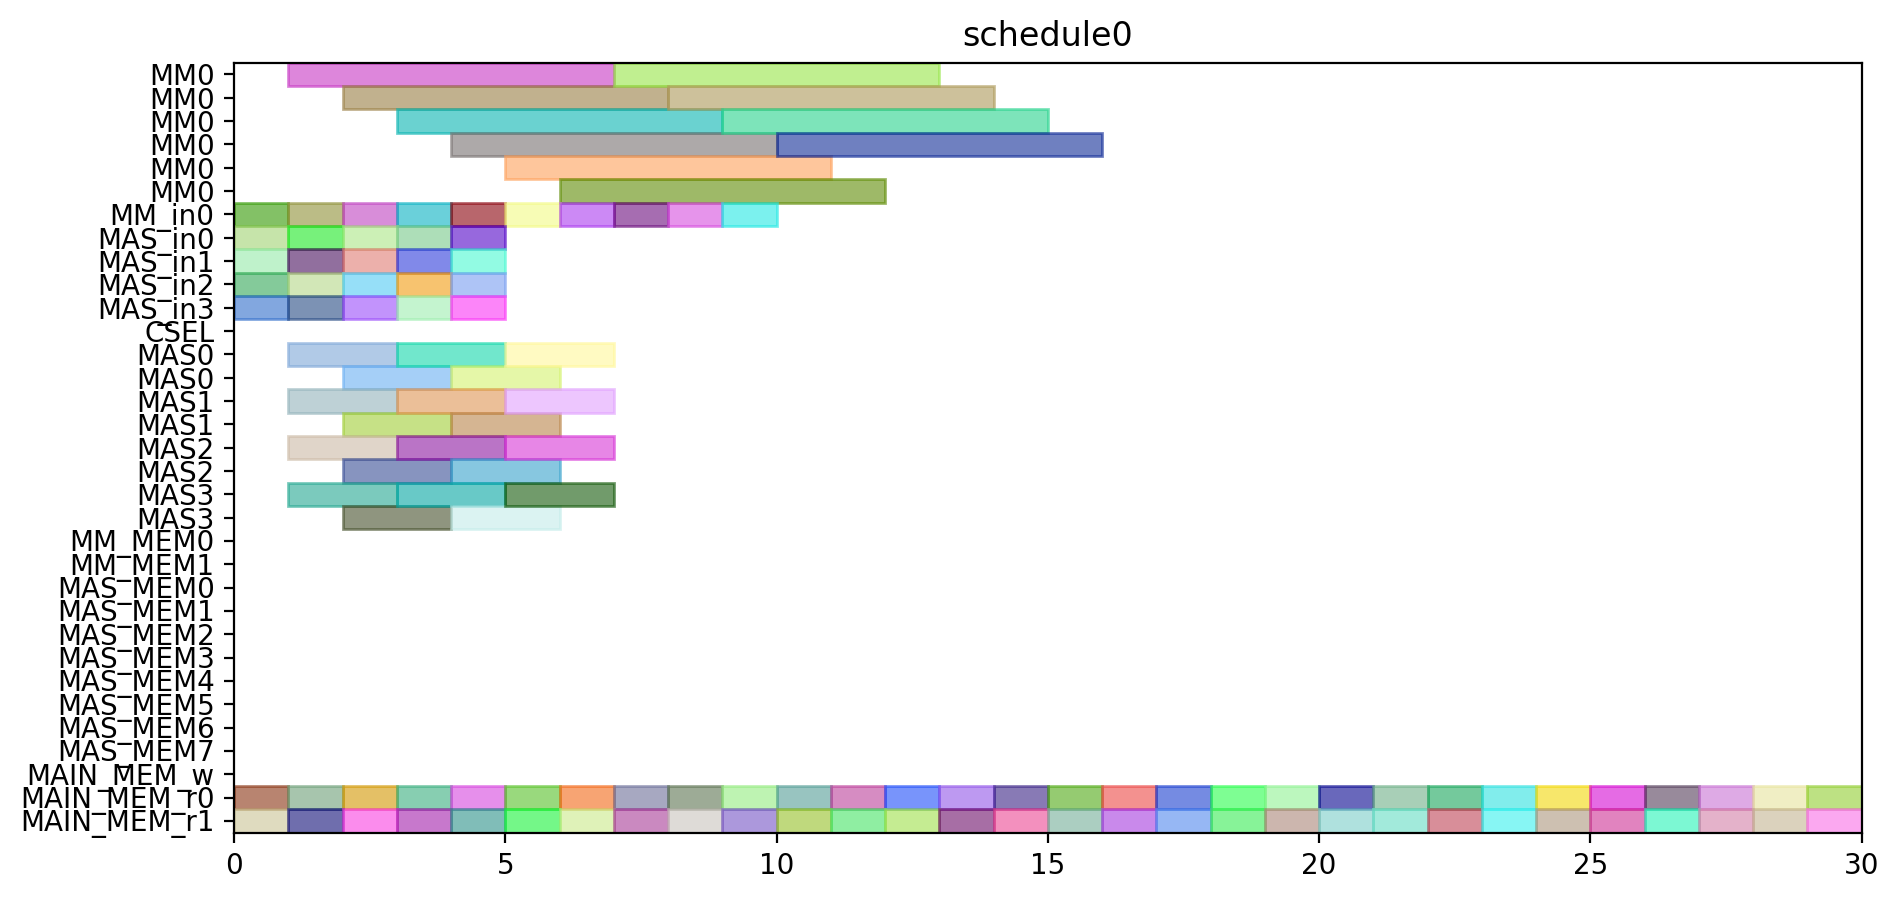 schedule0
MM0
MM0
MM0
MM0
MM0
MM0
MM_in0
MAS_in0
MAS_in1
MAS_in2
MAS_in3
CSEL
MAS0
MAS0
MAS1
MAS1
MAS2
MAS2
MAS3
MAS3
MM_MEM0
MM_MEM1
MAS_MEM0
MAS_MEM1
MAS_MEM2
MAS_MEM3
MAS_MEM4
MAS_MEM5
MAS_MEM6
MAS_MEM7
MAIN_MEM_w
MAIN_MEM_r0
MAIN_MEM_r1
0 5 10 15 20 25 30